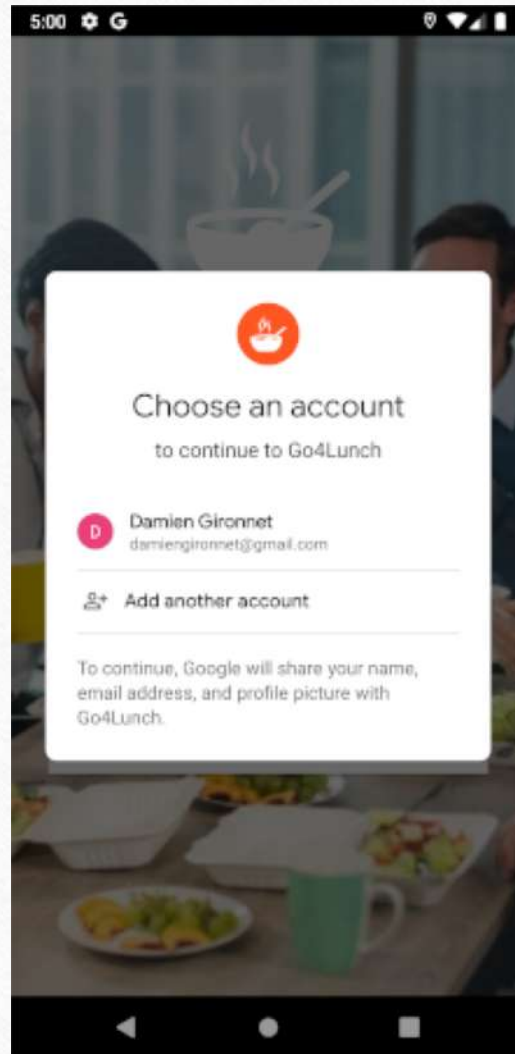 5:00
Choose an account
to continue to Go4Lunch
D
Damien Gironnet
damiengironnet@gmail.com
Add another account
To continue, Google will share your name,
email address, and profile picture with
Go4Lunch.